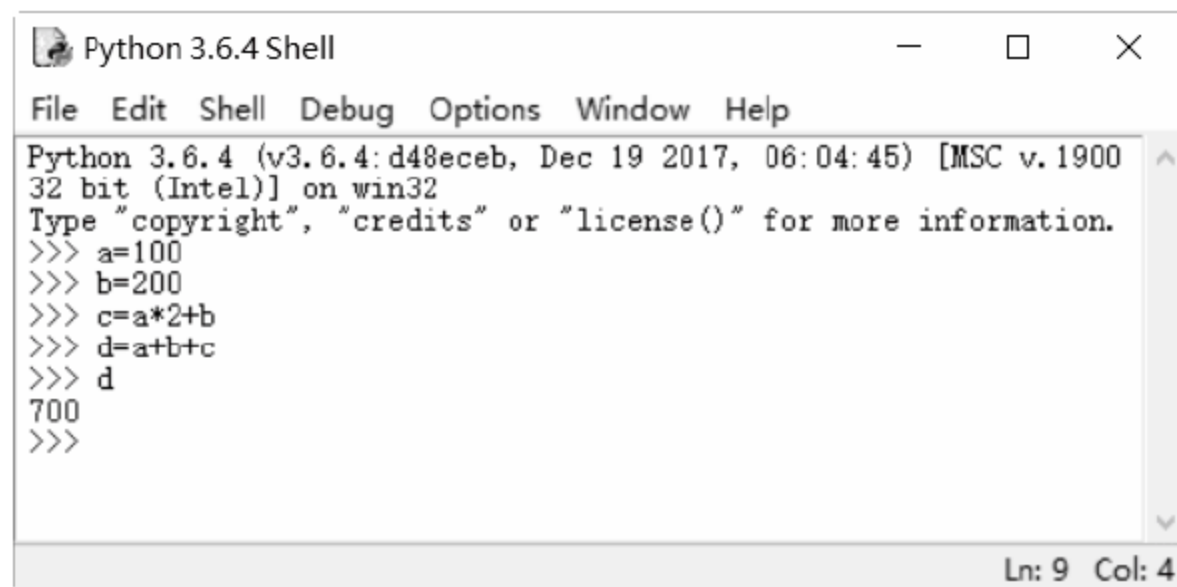 Python 3.6.4 Shell
File Edit Shell Debug Options Window Help
Python 3.6.4 (v3.6.4:d48eceb, Dec 19 2017, 06:04:45) [MSC v.1900
32 bit (Intel)] on win32
Type "copyright", "credits" or "license()" for more information.
>>> a=100
>>> b=200
>>> c=a*2+b
>>> d=a+b+c
>>> d
700
>>>
Ln: 9 Col: 4